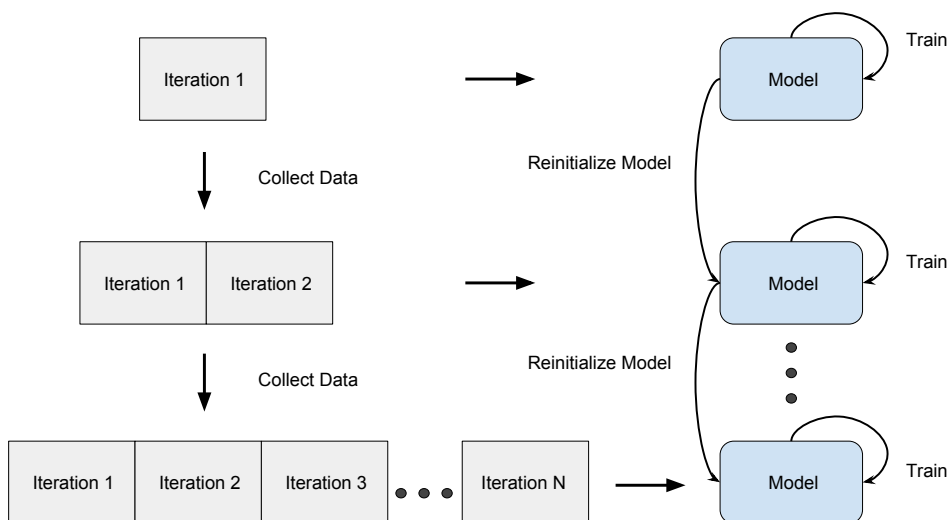 Iteration 1
Model
Train
Collect Data
Reinitialize Model
Iteration 1
Iteration 2
Model
Train
Collect Data
Reinitialize Model
Iteration 1
Iteration 2
Iteration 3
Iteration N
Model
Train